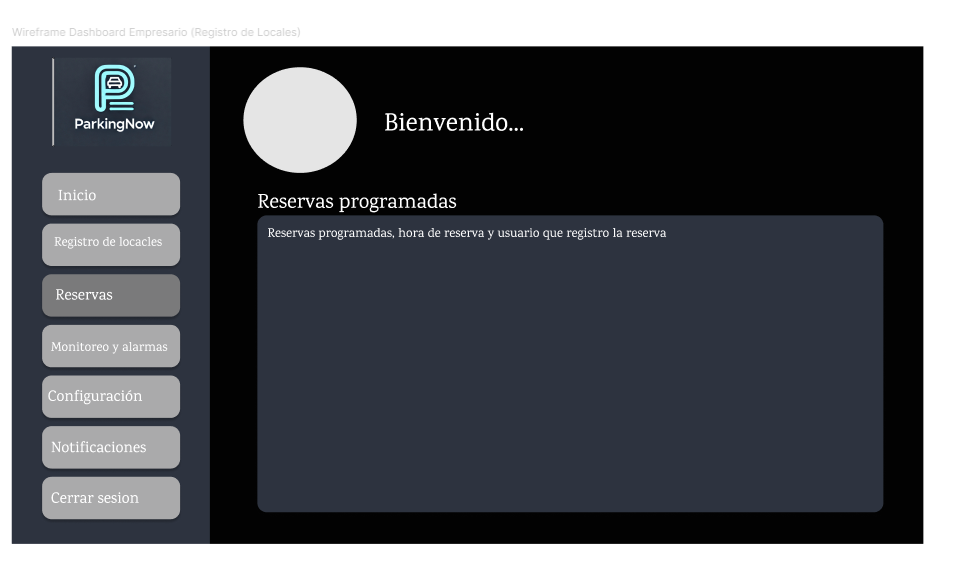 Wireframe Dashboard Empresario (Registro de Locales)
ParkingNow
Bienvenido...
Inicio
Registro de locacles
Reservas
Monitoreo y alarmas
Configuración
Notificaciones
Cerrar sesion
Reservas programadas
Reservas programadas, hora de reserva y usuario que registro la reserva